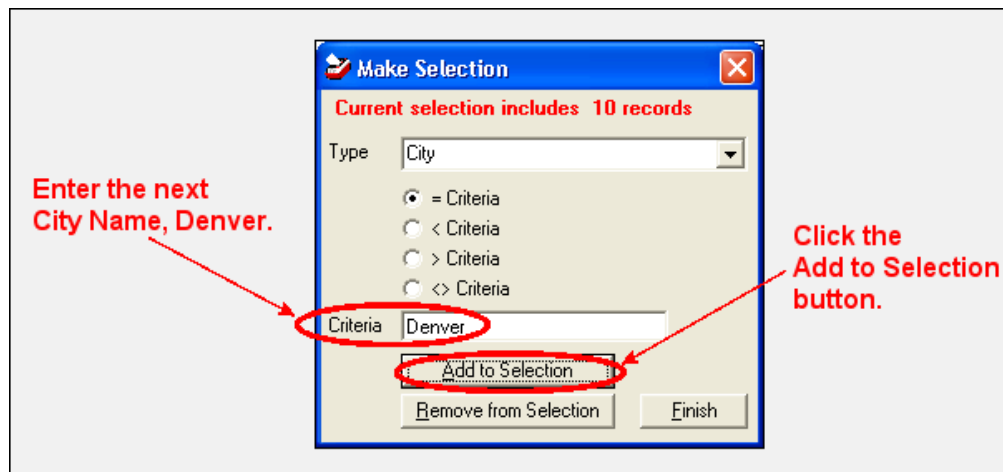 Make Selection
Current selection includes 10 records
Type City
= Criteria
< Criteria
> Criteria
<> Criteria
Enter the next
City Name, Denver.
Click the
Add to Selection
button.
Criteria Denver
Add to Selection
Remove from Selection Finish